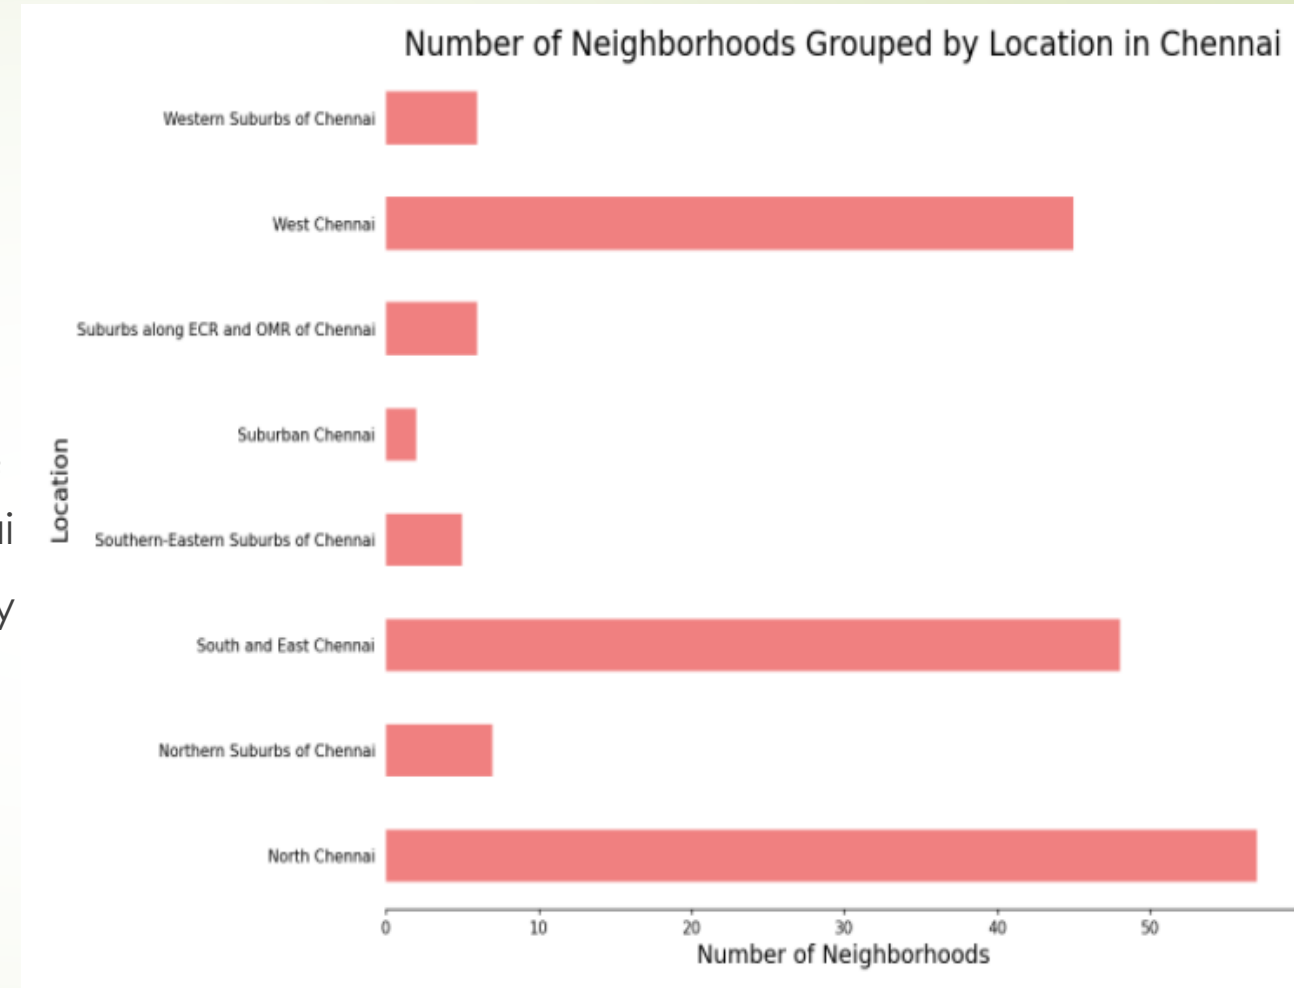 Number of Neighborhoods Grouped by Location in Chennai
Western Suburbs of Chennai
West Chennai
Suburbs along ECR and OMR of Chennai
Suburban Chennai
Southern-Eastern Suburbs of Chennai
South and East Chennai
Northern Suburbs of Chennai
North Chennai
Location
0 10 20 30 40 50
Number of Neighborhoods